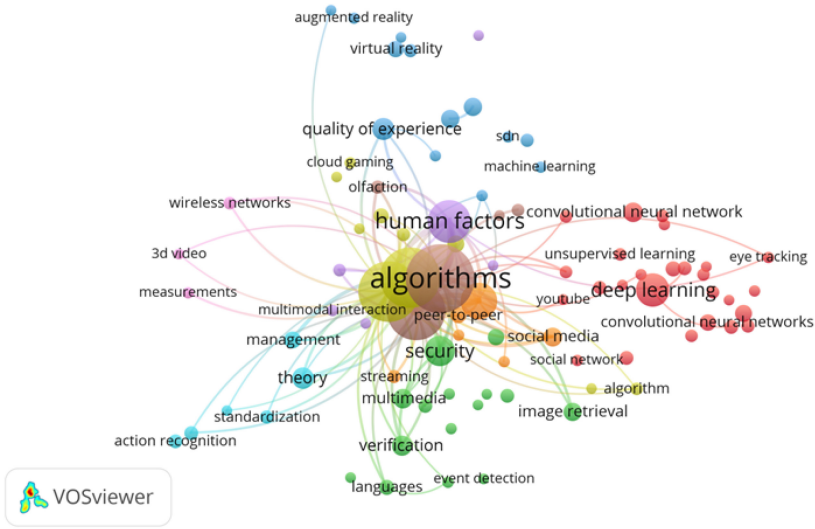 augmented reality
virtual reality
quality of experience
sdn
cloud gaming
machine learning
olfaction
wireless networks
human factors
convolutional neural network
3d video
unsupervised learning
eye tracking
algorithms
measurements
deep learning
youtube
multimodal interaction
peer-to-peer
convolutional neural networks
management
social media
security
social network
theory
streaming
algorithm
multimedia
standardization
image retrieval
action recognition
verification
languages
event detection
VOSviewer